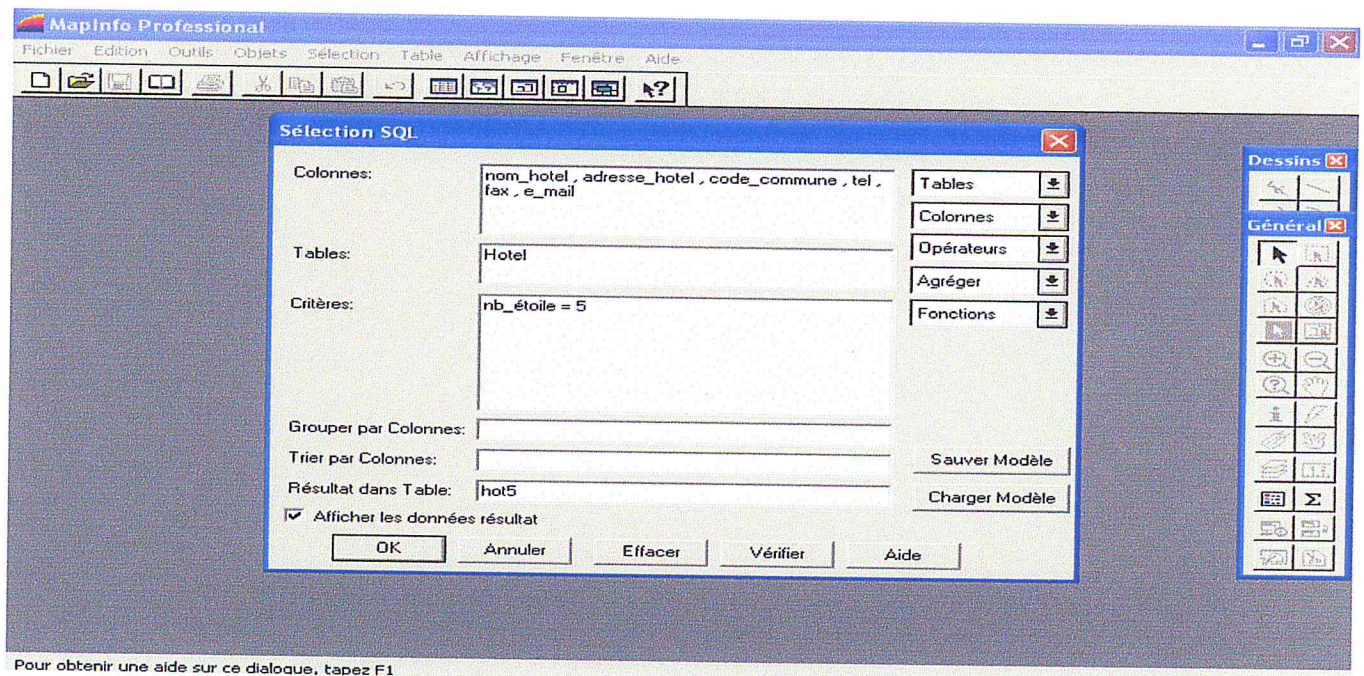 MapInfo Professional
Fichier Edition Outils Objets Sélection Table Affichage Fenêtre Aide
Sélection SQL
Colonnes:
nom_hotel , adresse_hotel , code_commune , tel ,
fax , e_mail
Tables
Colonnes
Tables:
Hotel
Opérateurs
Agréger
Critères:
nb_étoile = 5
Fonctions
Grouper par Colonnes:
Trier par Colonnes:
Sauver Modèle
Résultat dans Table:
hot5
Charger Modèle
Afficher les données résultat
OK Annuler Effacer Vérifier Aide
Dessins
Général
Pour obtenir une aide sur ce dialogue, tapez F1